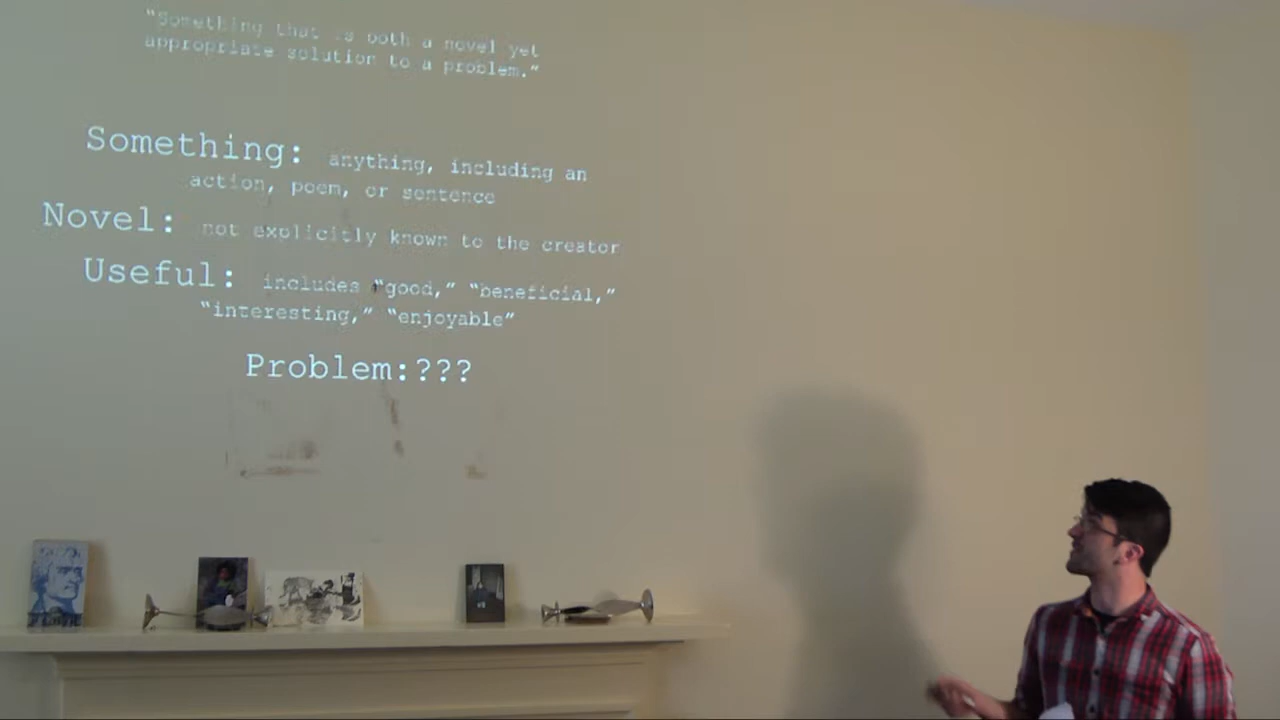 “Something that is both a novel yet
appropriate solution to a problem.”
Something: anything, including an
action, poem, or sentence
Novel: not explicitly known to the creator
Useful: includes “good,” “beneficial,”
“interesting,” “enjoyable”
Problem:???